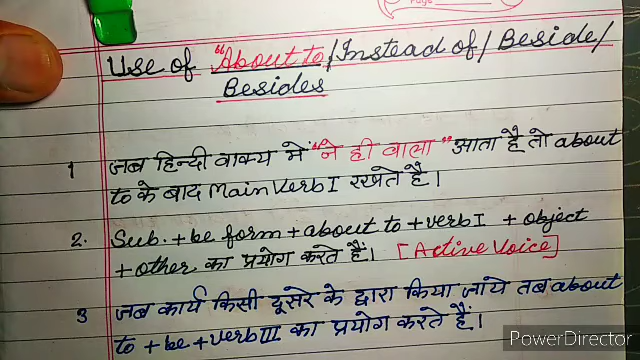 Page
Use of "About to/Instead of/Beside/
Besides
1 जब हिन्दी वाक्य में "ने ही वाला" आता है तो about
to के बाद Main Verb I रखते है।
2. Sub. + be form + about to + verb I + object
+ other का प्रयोग करते हैं। [Active Voice]
3 जब कार्य किसी दूसरे के द्वारा किया जाये तब about
to + be + verb III का प्रयोग करते हैं।
PowerDirector